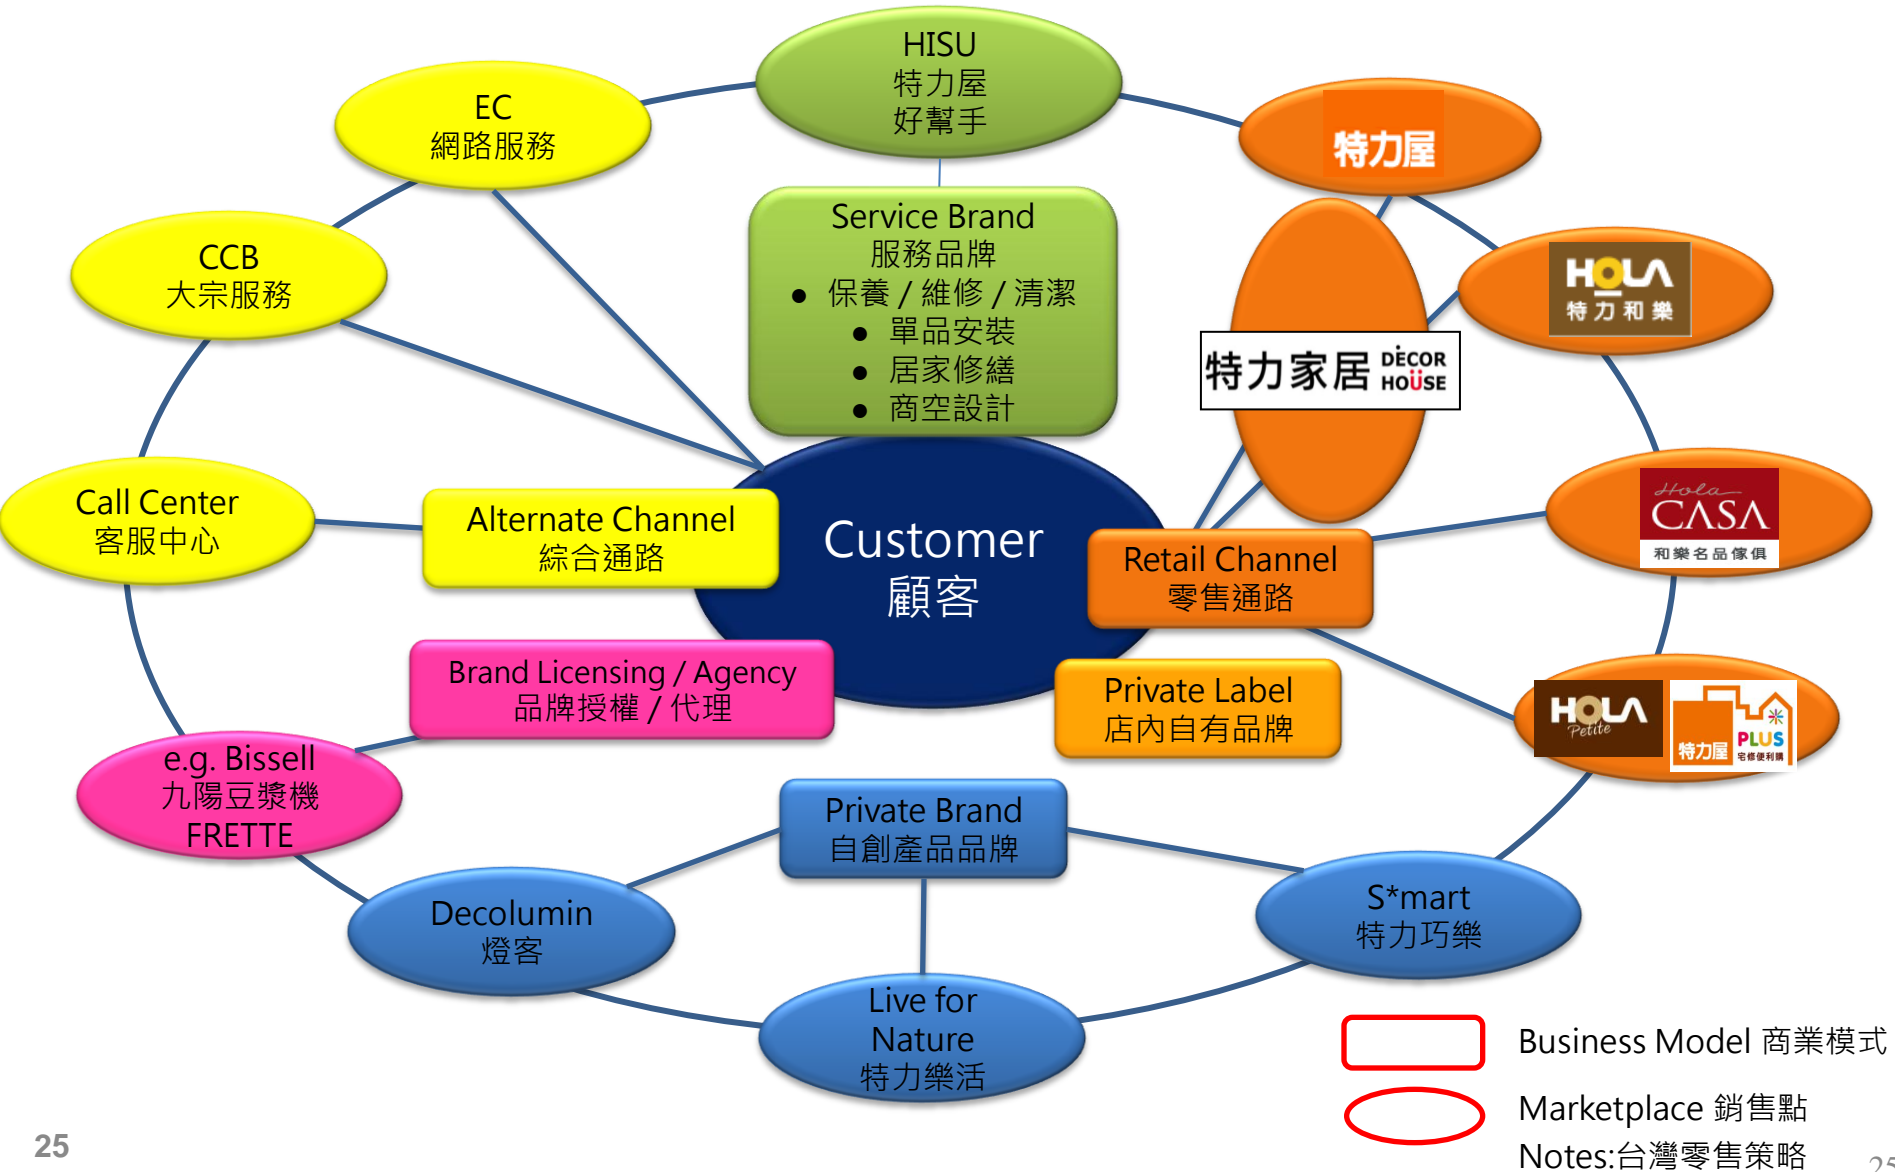 HISU
特力屋
好幫手
EC
網路服務
特力屋
CCB
大宗服務
Service Brand
服務品牌
● 保養 / 維修 / 清潔
● 單品安裝
● 居家修繕
● 商空設計
HOLA
特力和樂
特力家居 DÉCOR
HOÜSE
Call Center
客服中心
Alternate Channel
綜合通路
Customer
顧客
Retail Channel
零售通路
Hola
CASA
和樂名品傢俱
Brand Licensing / Agency
品牌授權 / 代理
Private Label
店內自有品牌
HOLA
Petite
特力屋
PLUS
宅修便利購
e.g. Bissell
九陽豆漿機
FRETTE
Private Brand
自創產品品牌
Decolumin
燈客
S*mart
特力巧樂
Live for
Nature
特力樂活
Business Model 商業模式
Marketplace 銷售點
Notes:台灣零售策略
25
25